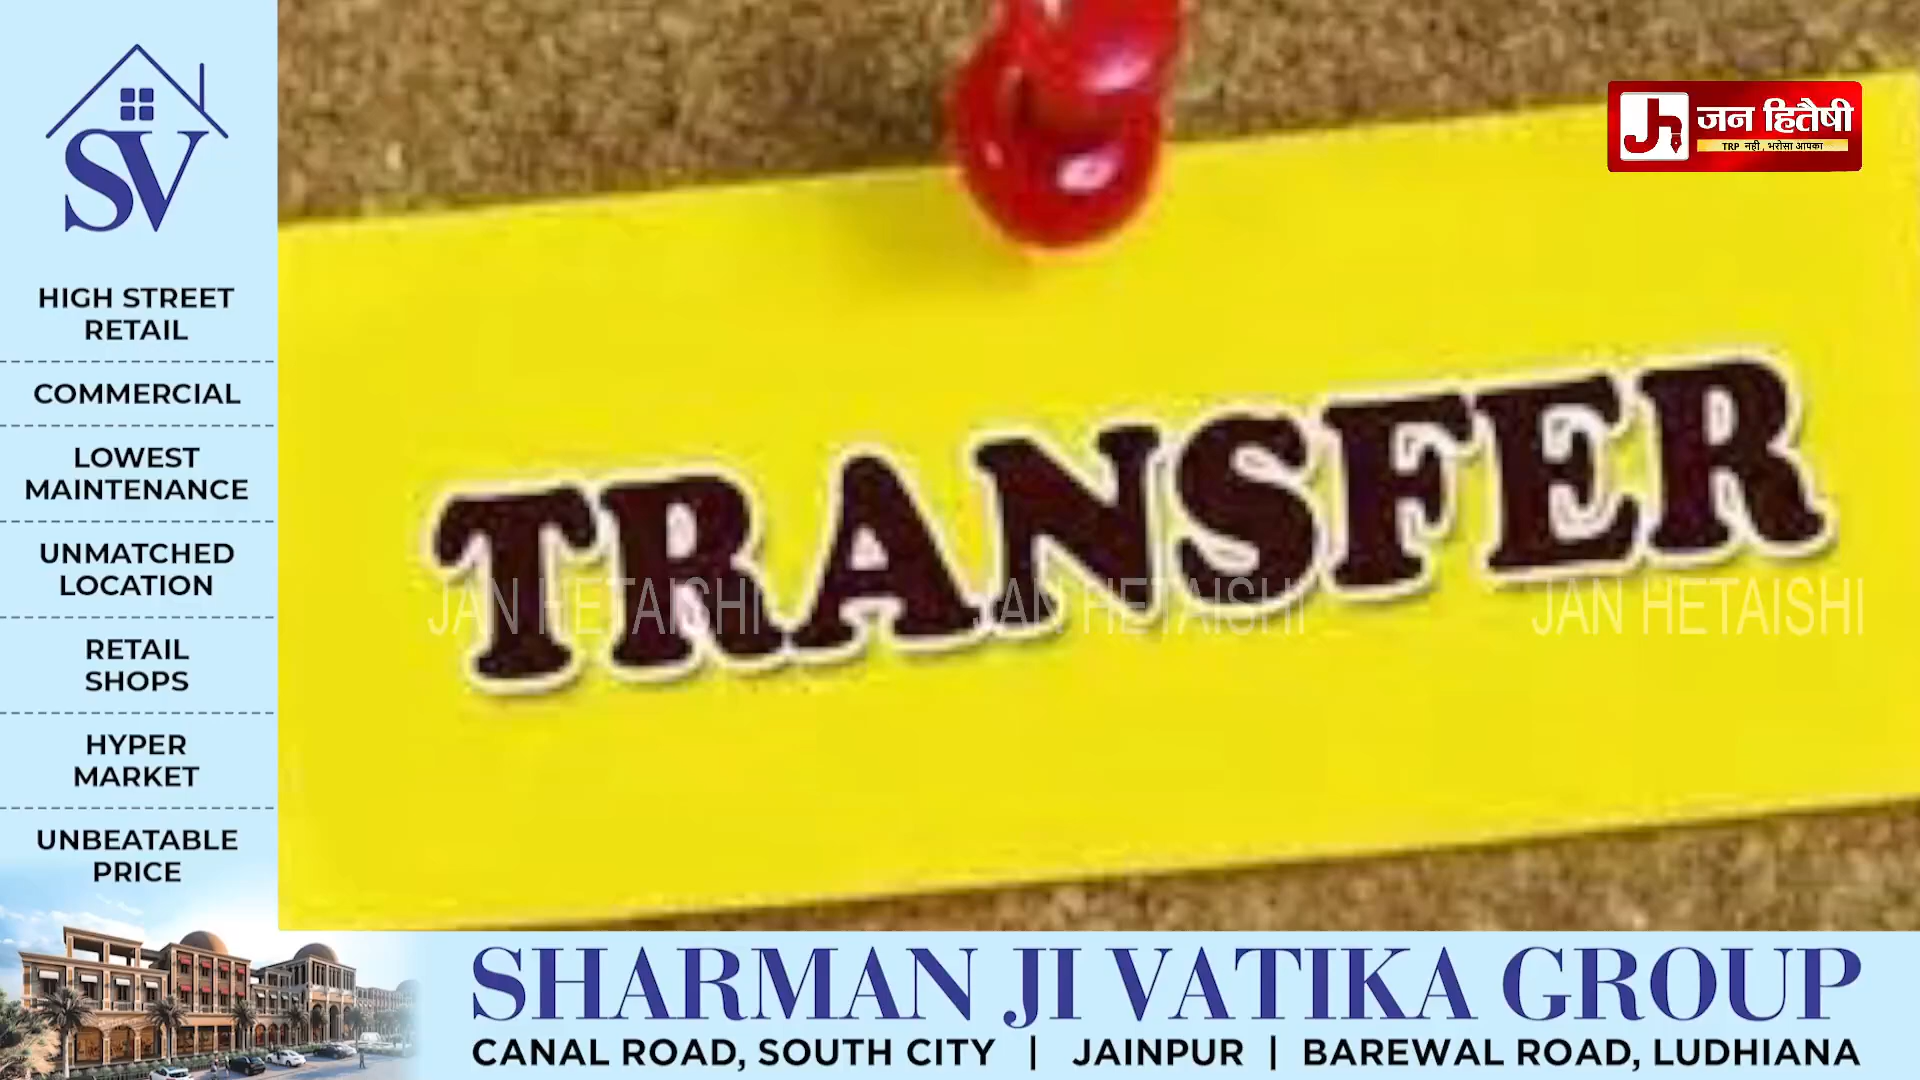 SV
HIGH STREET
RETAIL
COMMERCIAL
LOWEST
MAINTENANCE
UNMATCHED
LOCATION
RETAIL
SHOPS
HYPER
MARKET
UNBEATABLE
PRICE
Jh जन हितैषी
TRP नही , भरोसा आपका
TRANSFER
JAN HETAISHI JAN HETAISHI JAN HETAISHI
SHARMAN JI VATIKA GROUP
CANAL ROAD, SOUTH CITY | JAINPUR | BAREWAL ROAD, LUDHIANA